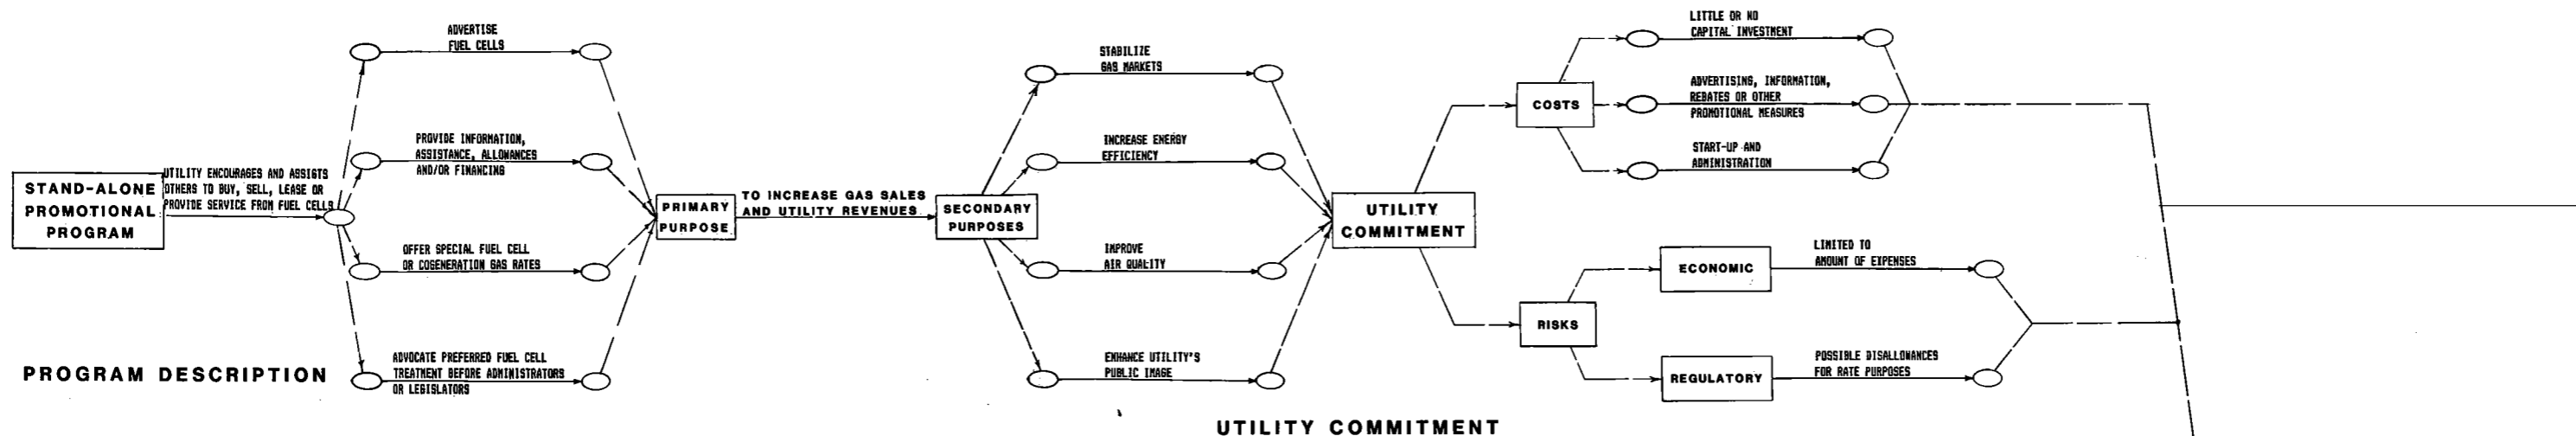 STAND-ALONE
PROMOTIONAL
PROGRAM
UTILITY ENCOURAGES AND ASSISTS
OTHERS TO BUY, SELL, LEASE OR
PROVIDE SERVICE FROM FUEL CELLS
ADVERTISE
FUEL CELLS
PROVIDE INFORMATION,
ASSISTANCE, ALLOWANCES
AND/OR FINANCING
OFFER SPECIAL FUEL CELL
OR COGENERATION GAS RATES
ADVOCATE PREFERRED FUEL CELL
TREATMENT BEFORE ADMINISTRATORS
OR LEGISLATORS
PROGRAM DESCRIPTION
PRIMARY
PURPOSE
TO INCREASE GAS SALES
AND UTILITY REVENUES
SECONDARY
PURPOSES
STABILIZE
GAS MARKETS
INCREASE ENERGY
EFFICIENCY
IMPROVE
AIR QUALITY
ENHANCE UTILITY'S
PUBLIC IMAGE
UTILITY
COMMITMENT
COSTS
LITTLE OR NO
CAPITAL INVESTMENT
ADVERTISING, INFORMATION,
REBATES OR OTHER
PROMOTIONAL MEASURES
START-UP AND
ADMINISTRATION
RISKS
ECONOMIC
LIMITED TO
AMOUNT OF EXPENSES
REGULATORY
POSSIBLE DISALLOWANCES
FOR RATE PURPOSES
UTILITY COMMITMENT